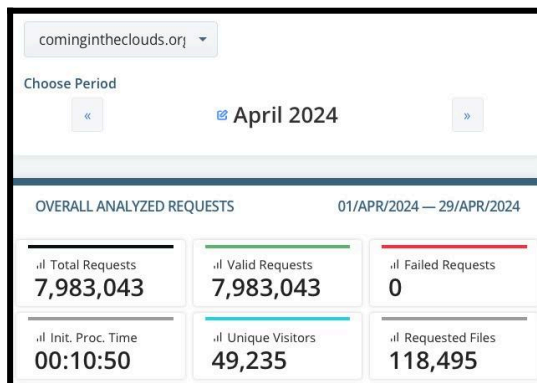 comingintheclouds.org
Choose Period
«
April 2024
»
OVERALL ANALYZED REQUESTS
01/APR/2024 — 29/APR/2024
Total Requests
Valid Requests
Failed Requests
7,983,043
7,983,043
0
Init. Proc. Time
Unique Visitors
Requested Files
00:10:50
49,235
118,495